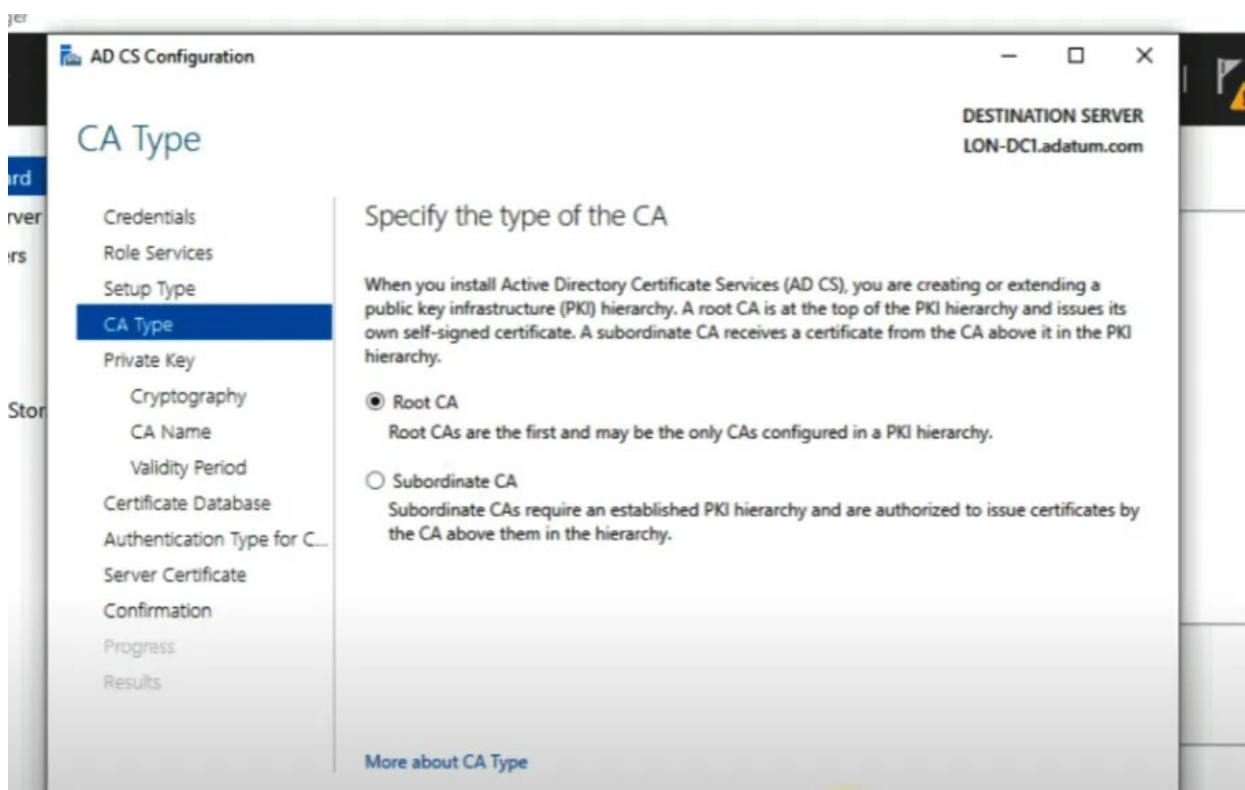 AD CS Configuration
DESTINATION SERVER
LON-DC1.adatum.com
CA Type
Credentials
Role Services
Setup Type
CA Type
Private Key
Cryptography
CA Name
Validity Period
Certificate Database
Authentication Type for C...
Server Certificate
Confirmation
Progress
Results
Specify the type of the CA
When you install Active Directory Certificate Services (AD CS), you are creating or extending a
public key infrastructure (PKI) hierarchy. A root CA is at the top of the PKI hierarchy and issues its
own self-signed certificate. A subordinate CA receives a certificate from the CA above it in the PKI
hierarchy.
Root CA
Root CAs are the first and may be the only CAs configured in a PKI hierarchy.
Subordinate CA
Subordinate CAs require an established PKI hierarchy and are authorized to issue certificates by
the CA above them in the hierarchy.
More about CA Type